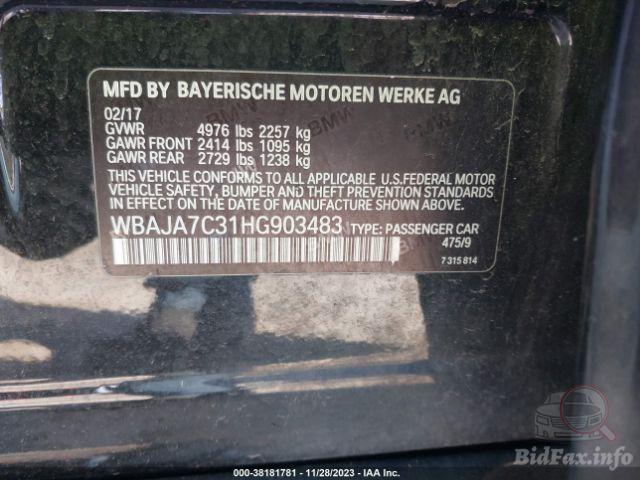 MFD BY BAYERISCHE MOTOREN WERKE AG
02/17
GVWR 4976 lbs 2257 kg
GAWR FRONT 2414 lbs 1095 kg
GAWR REAR 2729 lbs 1238 kg
THIS VEHICLE CONFORMS TO ALL APPLICABLE U.S.FEDERAL MOTOR
VEHICLE SAFETY, BUMPER AND THEFT PREVENTION STANDARDS
IN EFFECT ON THE DATE OF MANUFACTURE SHOWN ABOVE.
WBAJA7C31HG903483 TYPE: PASSENGER CAR
475/9
7 315 814
BidFax.info
000-38181781 - 11/28/2023 - IAA Inc.